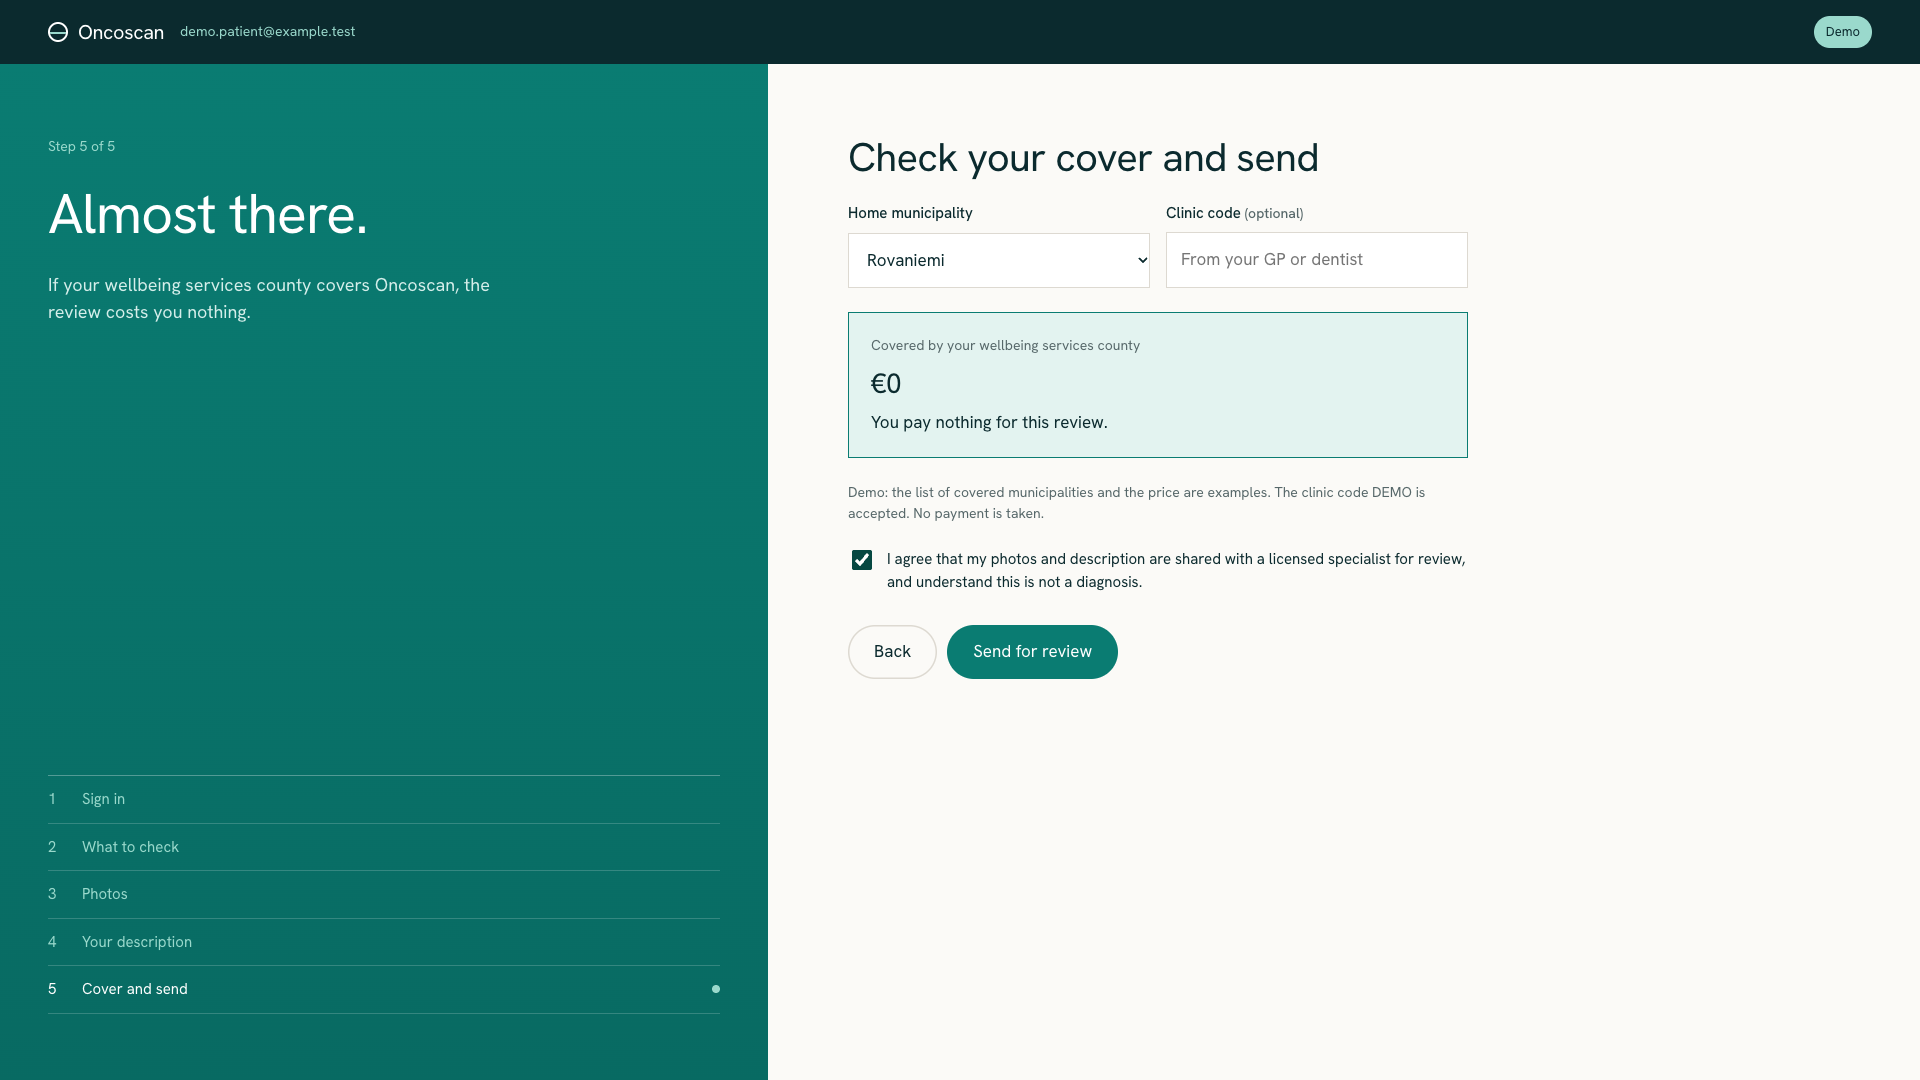 Oncoscan demo.patient@example.test
Demo
Step 5 of 5
Almost there.
If your wellbeing services county covers Oncoscan, the
review costs you nothing.
1 Sign in
2 What to check
3 Photos
4 Your description
5 Cover and send
Check your cover and send
Home municipality
Rovaniemi
Clinic code (optional)
From your GP or dentist
Covered by your wellbeing services county
€0
You pay nothing for this review.
Demo: the list of covered municipalities and the price are examples. The clinic code DEMO is
accepted. No payment is taken.
I agree that my photos and description are shared with a licensed specialist for review,
and understand this is not a diagnosis.
Back
Send for review